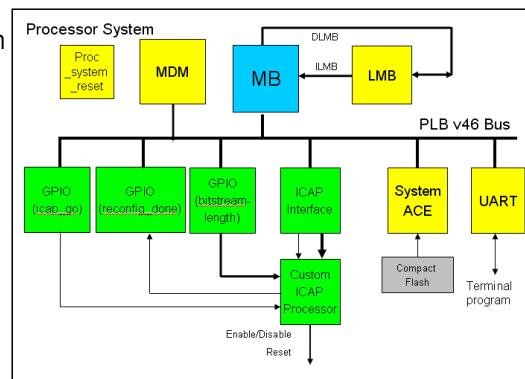 n
Processor System
Proc
_system
_reset
MDM
MB
DLMB
ILMB
LMB
PLB v46 Bus
GPIO
(icap_go)
GPIO
(reconfig_done)
GPIO
(bitstream-
length)
ICAP
Interface
System
ACE
UART
Custom
ICAP
Processor
Compact
Flash
Terminal
program
Enable/Disable
Reset